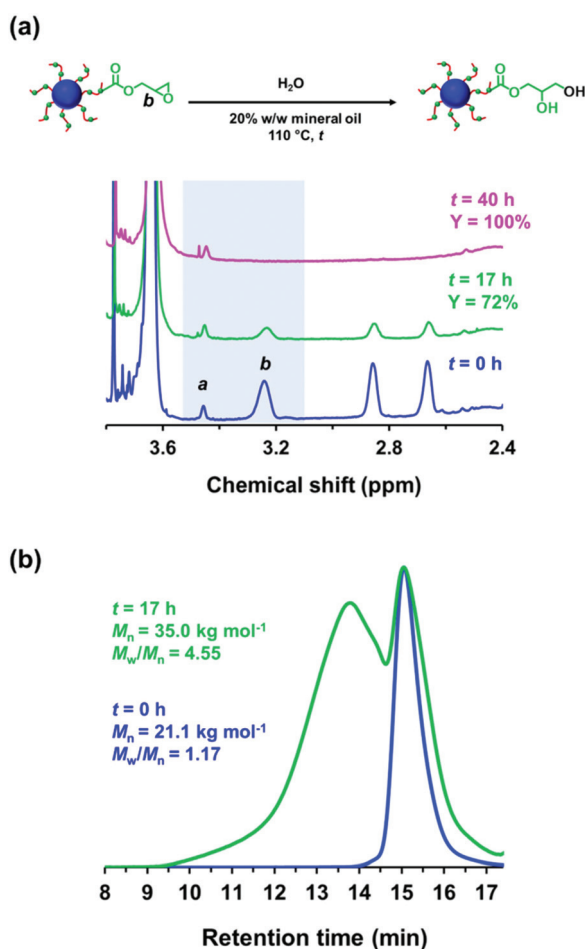 (a)
O
O
b
O
H₂O
20% w/w mineral oil
110 °C, t
O
O
OH
OH
t = 40 h
Y = 100%
t = 17 h
Y = 72%
t = 0 h
a
b
3.6 3.2 2.8 2.4
Chemical shift (ppm)
(b)
t = 17 h
Mn = 35.0 kg mol⁻¹
Mw/Mn = 4.55
t = 0 h
Mn = 21.1 kg mol⁻¹
Mw/Mn = 1.17
8 9 10 11 12 13 14 15 16 17
Retention time (min)